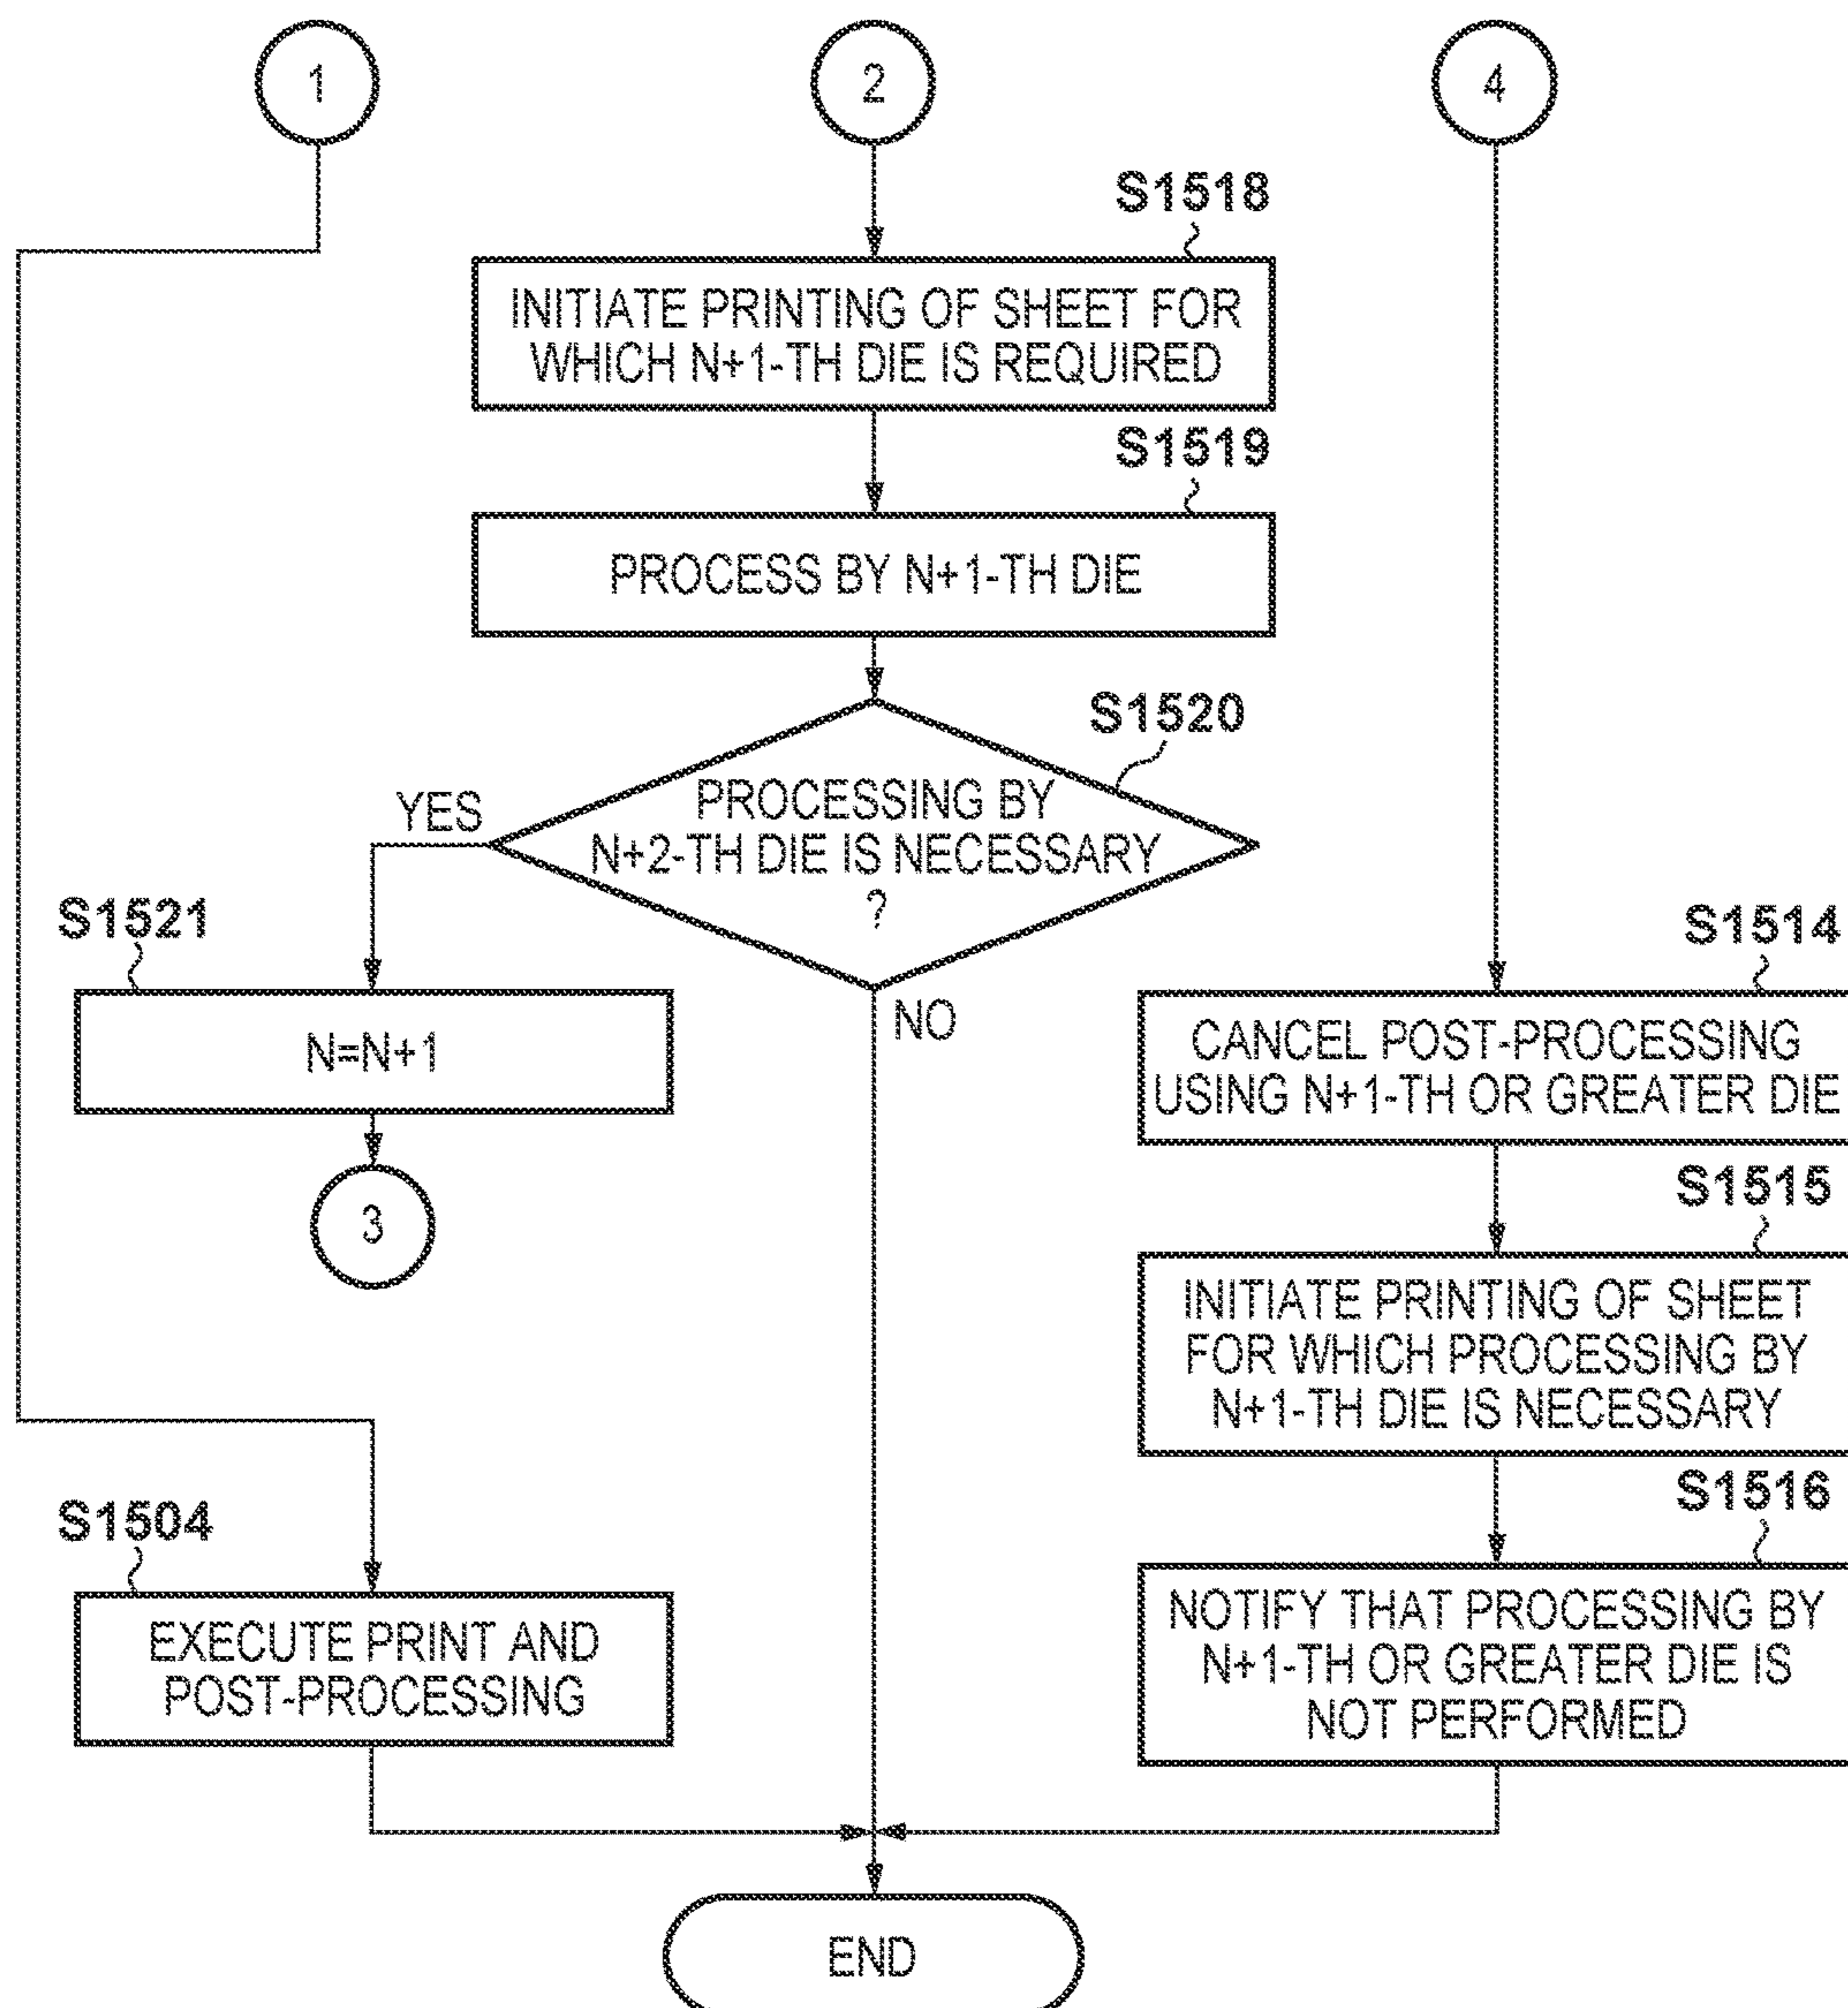 1
2
4
S1518
INITIATE PRINTING OF SHEET FOR
WHICH N+1-TH DIE IS REQUIRED
S1519
PROCESS BY N+1-TH DIE
S1520
PROCESSING BY
N+2-TH DIE IS NECESSARY
?
YES
NO
S1521
N=N+1
3
S1514
CANCEL POST-PROCESSING
USING N+1-TH OR GREATER DIE
S1515
INITIATE PRINTING OF SHEET
FOR WHICH PROCESSING BY
N+1-TH DIE IS NECESSARY
S1504
EXECUTE PRINT AND
POST-PROCESSING
S1516
NOTIFY THAT PROCESSING BY
N+1-TH OR GREATER DIE IS
NOT PERFORMED
END